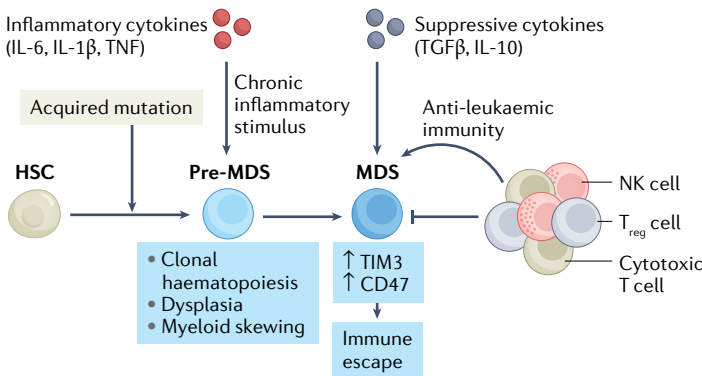 Inflammatory cytokines
(IL-6, IL-1β, TNF)
Suppressive cytokines
(TGFβ, IL-10)
Chronic
inflammatory
stimulus
Acquired mutation
Anti-leukaemic
immunity
HSC
Pre-MDS
MDS
NK cell
Treg cell
Cytotoxic
T cell
• Clonal
haematopoiesis
• Dysplasia
• Myeloid skewing
↑ TIM3
↑ CD47
Immune
escape